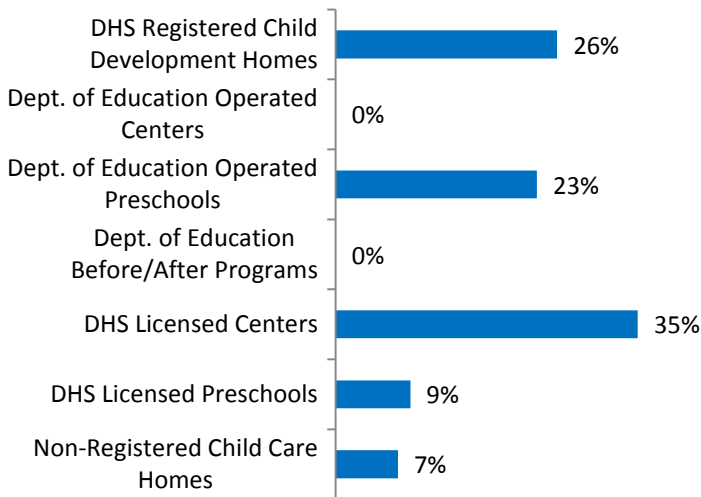 DHS Registered Child
Development Homes
26%
Dept. of Education Operated
Centers
0%
Dept. of Education Operated
Preschools
23%
Dept. of Education
Before/After Programs
0%
DHS Licensed Centers
35%
DHS Licensed Preschools
9%
Non-Registered Child Care
Homes
7%